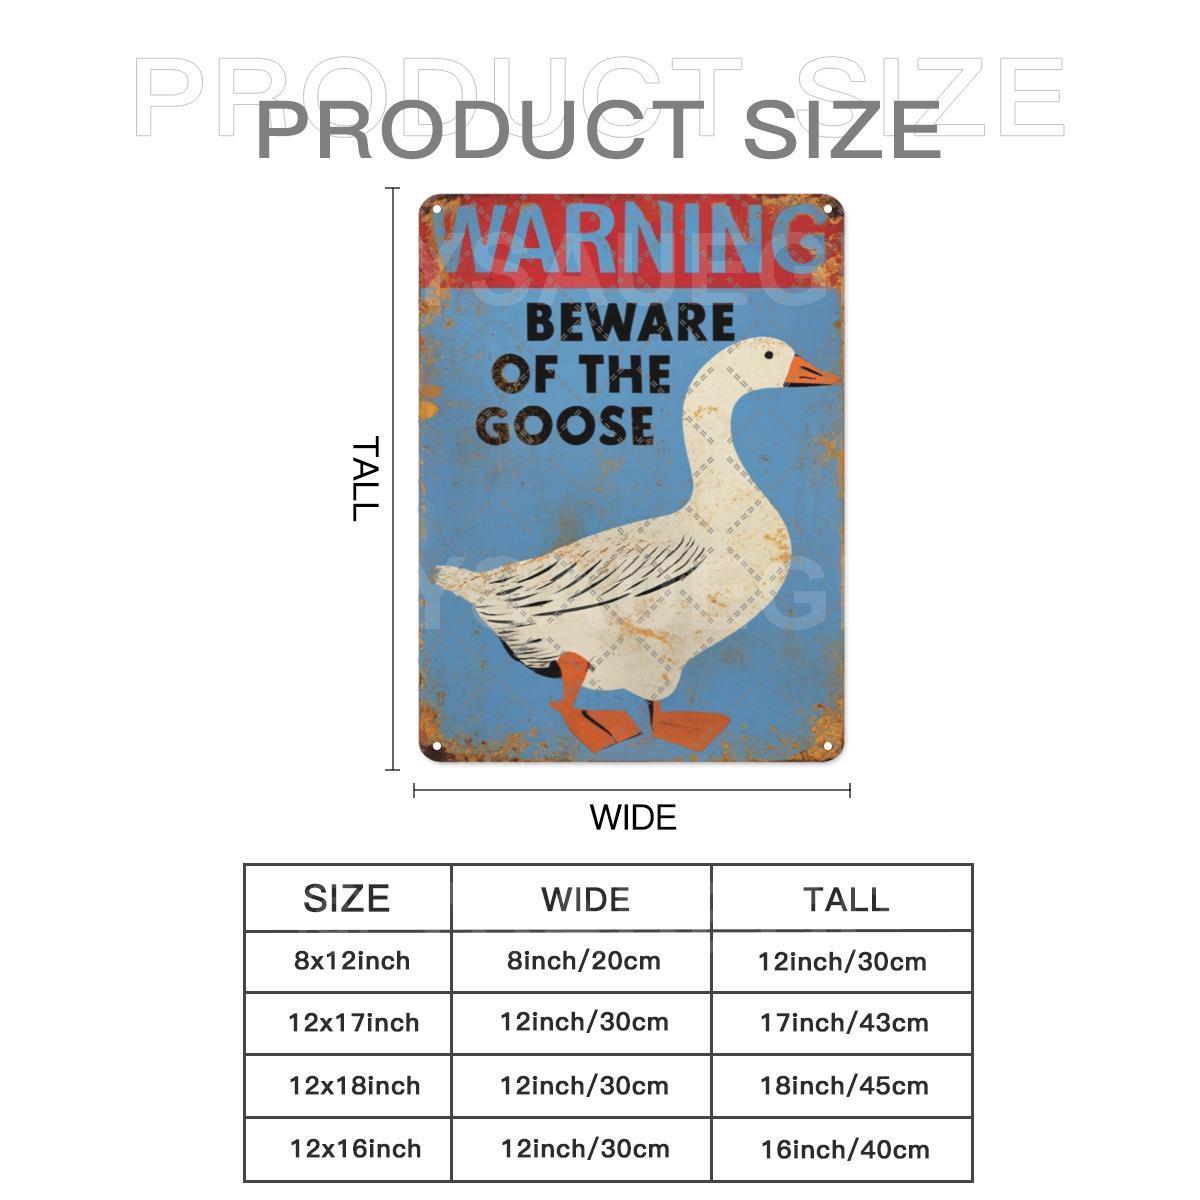 PRODUCT SIZE
PRODUCT SIZE
WARNING
BEWARE
OF THE
GOOSE
TALL
WIDE
SIZE WIDE TALL
8x12inch 8inch/20cm 12inch/30cm
12x17inch 12inch/30cm 17inch/43cm
12x18inch 12inch/30cm 18inch/45cm
12x16inch 12inch/30cm 16inch/40cm